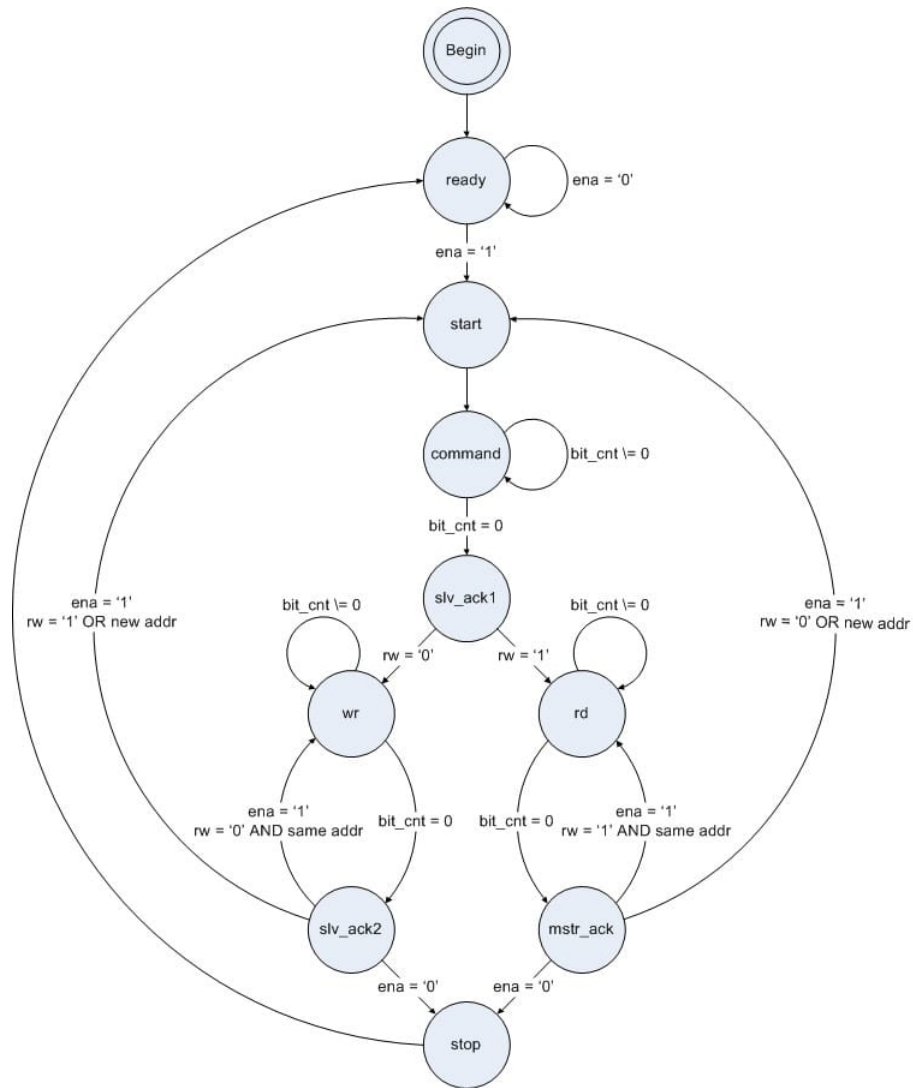 Begin
ready
ena = ‘0’
ena = ‘1’
start
command
bit_cnt \= 0
bit_cnt = 0
slv_ack1
ena = ‘1’
rw = ‘1’ OR new addr
bit_cnt \= 0
bit_cnt \= 0
ena = ‘1’
rw = ‘0’ OR new addr
rw = ‘0’
rw = ‘1’
wr
rd
ena = ‘1’
rw = ‘0’ AND same addr
bit_cnt = 0
bit_cnt = 0
ena = ‘1’
rw = ‘1’ AND same addr
slv_ack2
mstr_ack
ena = ‘0’
ena = ‘0’
stop